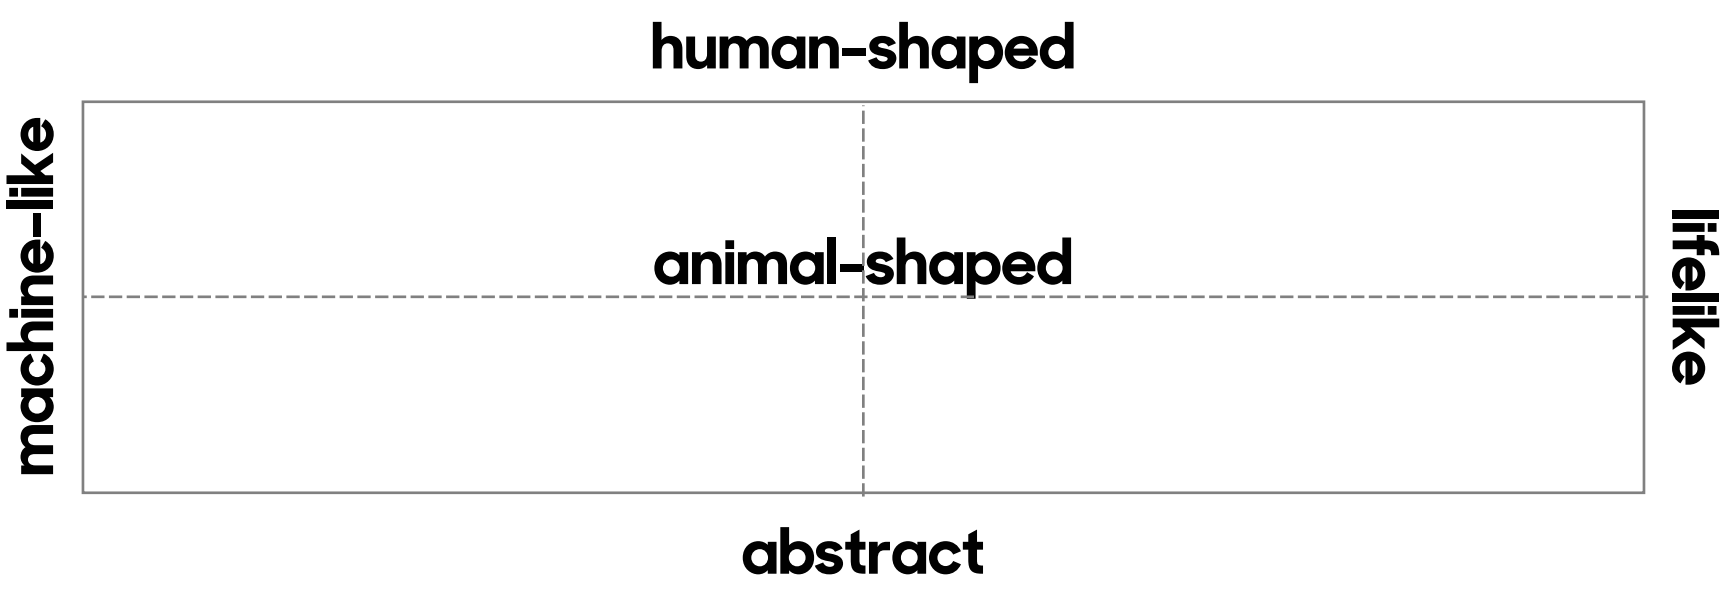 human-shaped
machine-like
animal-shaped
lifelike
abstract